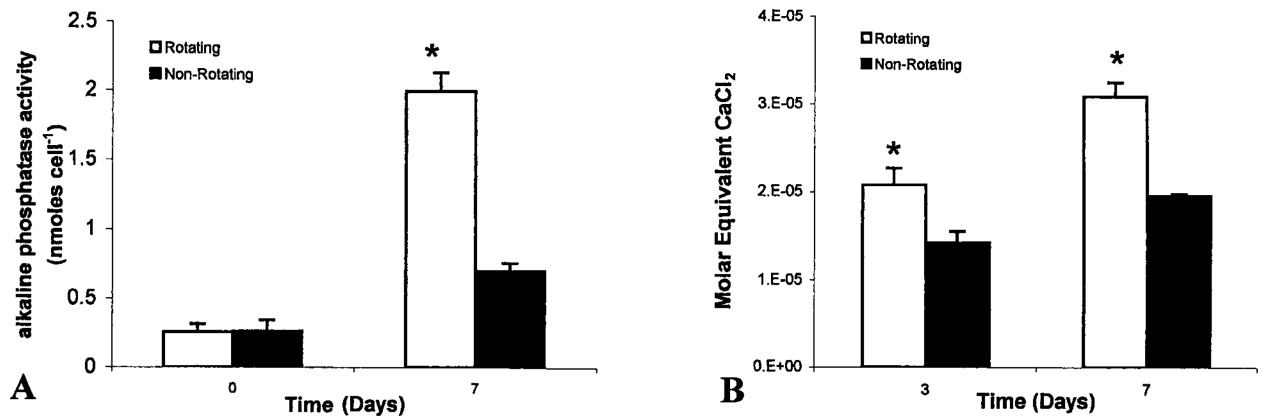 2.5
2
1.5
1
0.5
0
alkaline phosphatase activity
(nmoles cell⁻¹)
Rotating
Non-Rotating
*
0
7
Time (Days)
A
4.E-05
3.E-05
2.E-05
1.E-05
0.E+00
Molar Equivalent CaCl₂
Rotating
Non-Rotating
*
*
3
7
Time (Days)
B